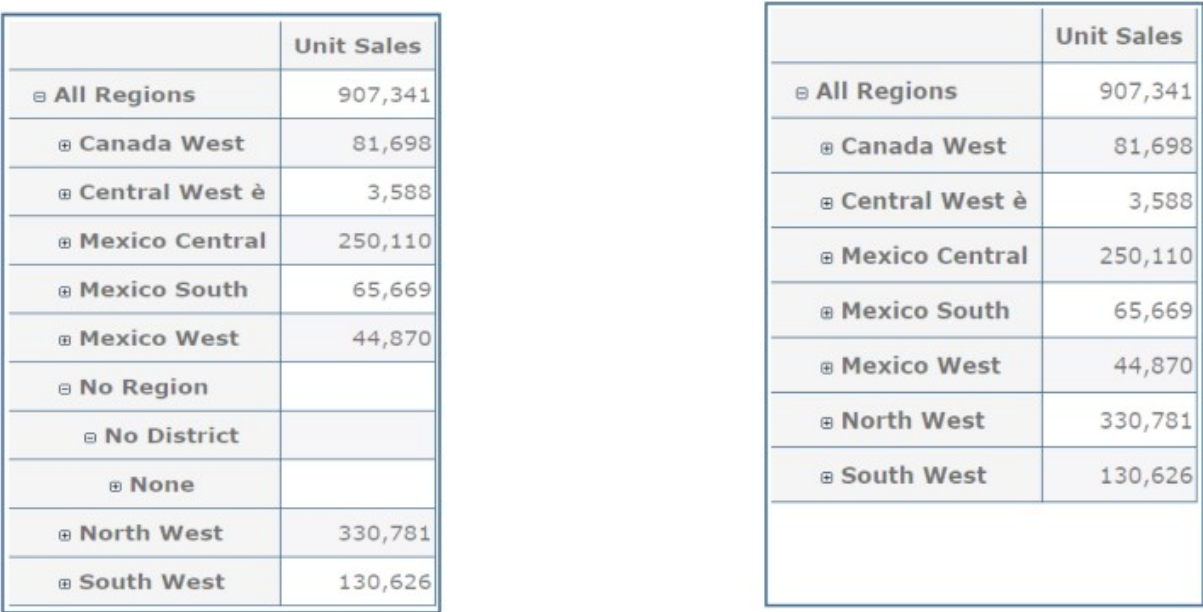 Unit Sales
All Regions 907,341
Canada West 81,698
Central West è 3,588
Mexico Central 250,110
Mexico South 65,669
Mexico West 44,870
No Region
No District
None
North West 330,781
South West 130,626
Unit Sales
All Regions 907,341
Canada West 81,698
Central West è 3,588
Mexico Central 250,110
Mexico South 65,669
Mexico West 44,870
North West 330,781
South West 130,626